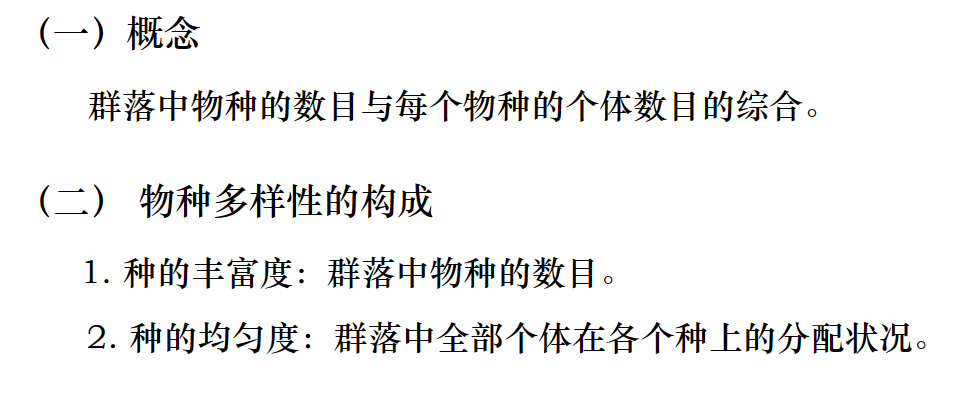 （一）概念
群落中物种的数目与每个物种的个体数目的综合。
（二） 物种多样性的构成
1. 种的丰富度：群落中物种的数目。
2. 种的均匀度：群落中全部个体在各个种上的分配状况。